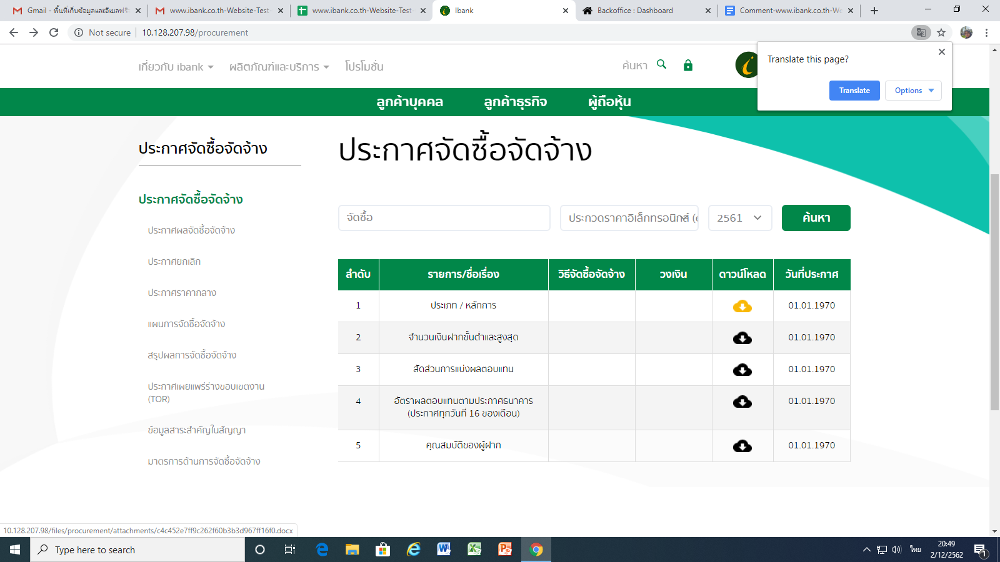 Gmail - พื้นที่เก็บข้อมูลและอีเมลฟรี
www.ibank.co.th-Website-Test-
www.ibank.co.th-Website-Test-
Ibank
Backoffice : Dashboard
Comment-www.ibank.co.th-We
Not secure
10.128.207.98/procurement
Translate this page?
Translate
Options
เกี่ยวกับ ibank
ผลิตภัณฑ์และบริการ
โปรโมชั่น
ค้นหา
ลูกค้าบุคคล
ลูกค้าธุรกิจ
ผู้ถือหุ้น
ประกาศจัดซื้อจัดจ้าง
ประกาศจัดซื้อจัดจ้าง
ประกาศผลจัดซื้อจัดจ้าง
ประกาศยกเลิก
ประกาศราคากลาง
แผนการจัดซื้อจัดจ้าง
สรุปผลการจัดซื้อจัดจ้าง
ประกาศเผยแพร่ร่างขอบเขตงาน
(TOR)
ข้อมูลสาระสำคัญในสัญญา
มาตรการด้านการจัดซื้อจัดจ้าง
ประกาศจัดซื้อจัดจ้าง
จัดซื้อ
ประกวดราคาอิเล็กทรอนิกส์ (e
2561
ค้นหา
ลำดับ รายการ/ชื่อเรื่อง วิธีจัดซื้อจัดจ้าง วงเงิน ดาวน์โหลด วันที่ประกาศ
1 ประเภท / หลักการ 01.01.1970
2 จำนวนเงินฝากขั้นต่ำและสูงสุด 01.01.1970
3 สัดส่วนการแบ่งผลตอบแทน 01.01.1970
4 อัตราผลตอบแทนตามประกาศธนาคาร 01.01.1970
(ประกาศทุกวันที่ 16 ของเดือน)
5 คุณสมบัติของผู้ฝาก 01.01.1970
10.128.207.98/files/procurement/attachments/c4c452e7ff9c262f60b3b3d967ff16f0.docx
Type here to search
ไทย
20:49
2/12/2562
1